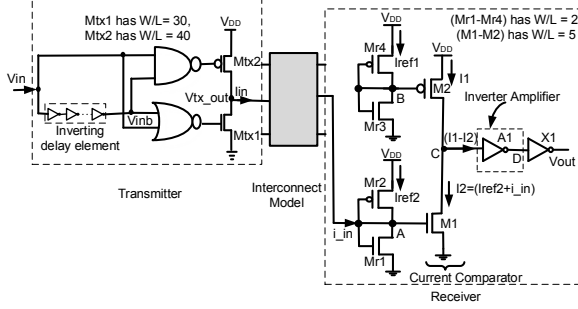 Mtx1 has W/L= 30,
Mtx2 has W/L= 40
VDD
(Mr1-Mr4) has W/L = 2
(M1-M2) has W/L = 5
VDD
VDD
Mr4
Iref1
Vin
Mtx2
M2
I1
B
Inverter Amplifier
Vtx_out
Iin
Mr3
Inverting
delay element
Vinb
VDD
(I1-I2)
A1
X1
C
D
Vout
Mtx1
Mr2
Iref2
Transmitter
Interconnect
Model
I2=(Iref2+i_in)
M1
i_in
A
Mr1
Current Comparator
Receiver